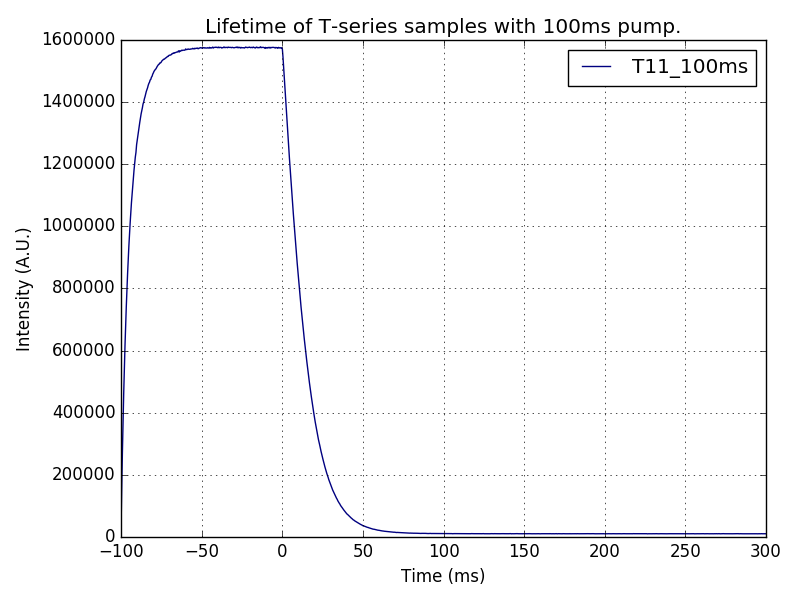 Lifetime of T-series samples with 100ms pump.
T11_100ms
Intensity (A.U.)
1600000
1400000
1200000
1000000
800000
600000
400000
200000
0
−100 −50 0 50 100 150 200 250 300
Time (ms)